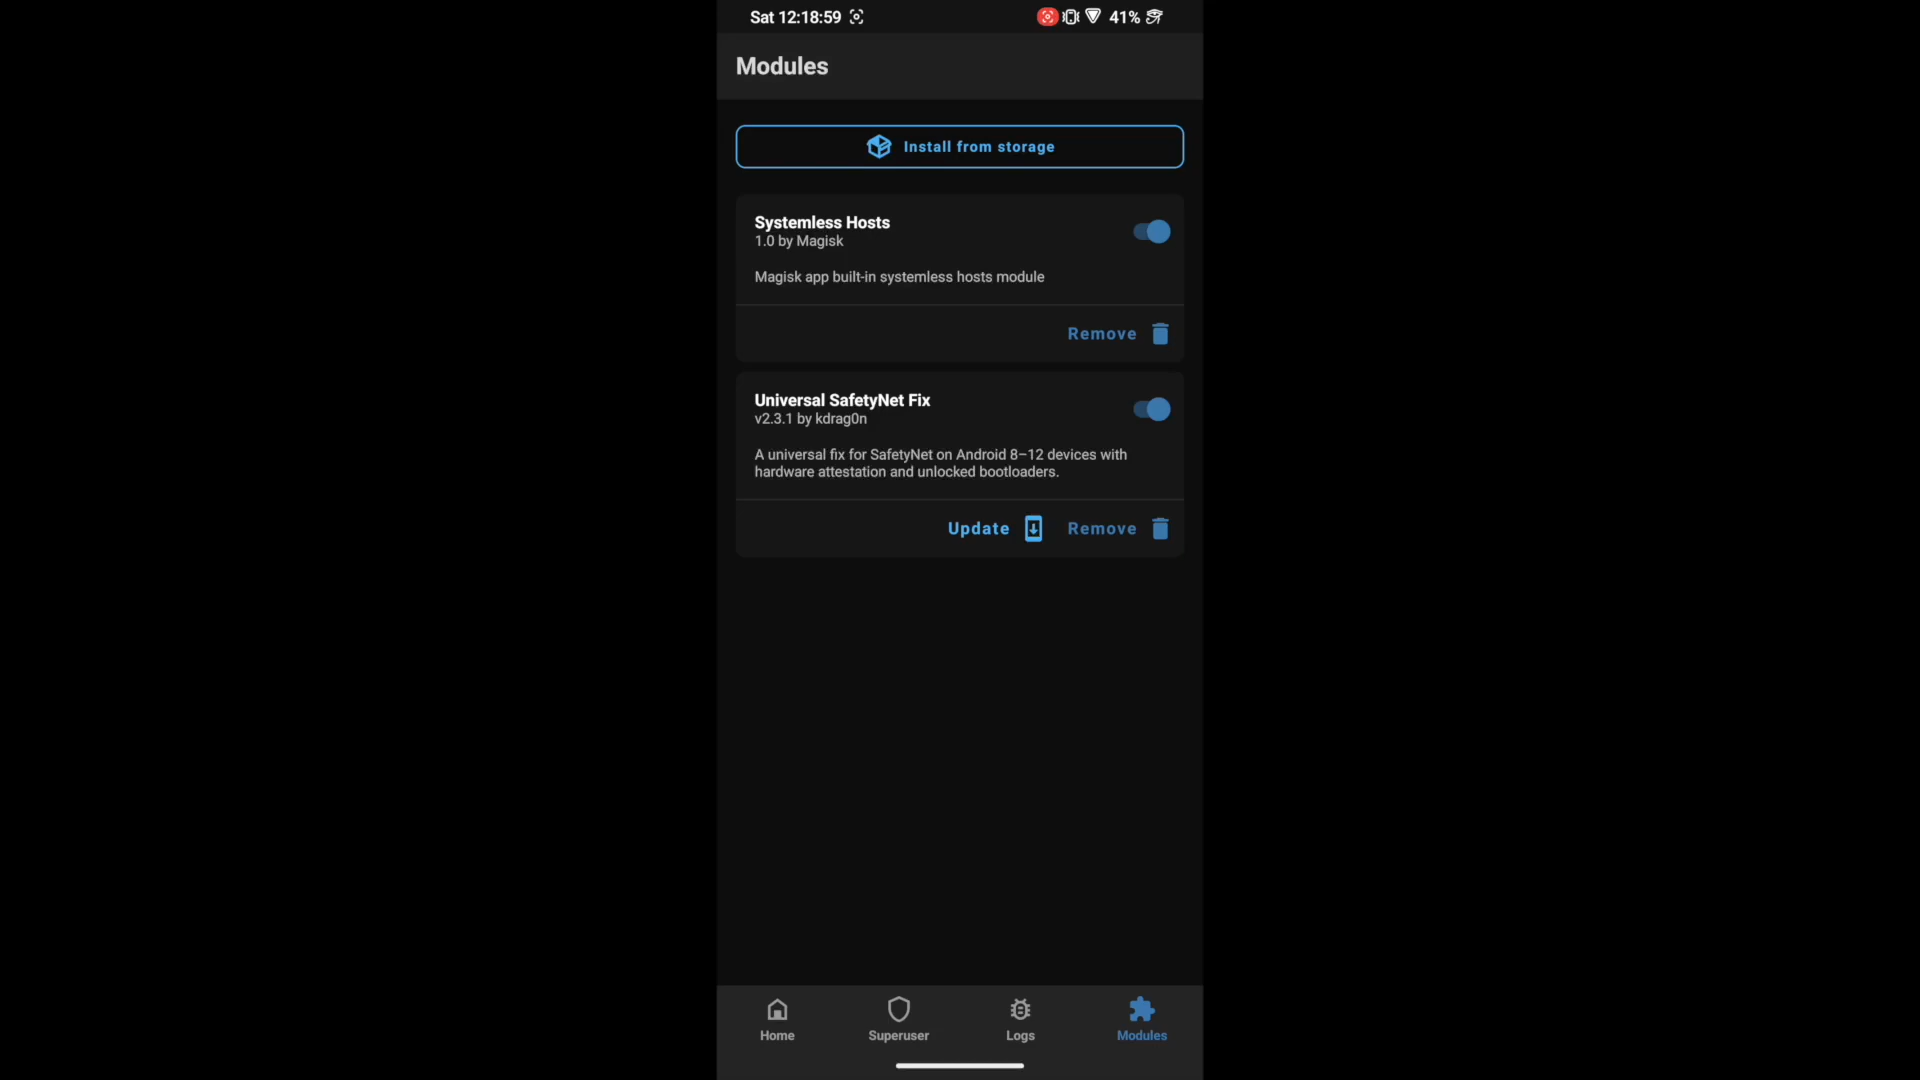 Sat 12:18:59 41%
Modules
Install from storage
Systemless Hosts
1.0 by Magisk
Magisk app built-in systemless hosts module
Remove
Universal SafetyNet Fix
v2.3.1 by kdrag0n
A universal fix for SafetyNet on Android 8–12 devices with
hardware attestation and unlocked bootloaders.
Update Remove
Home Superuser Logs Modules